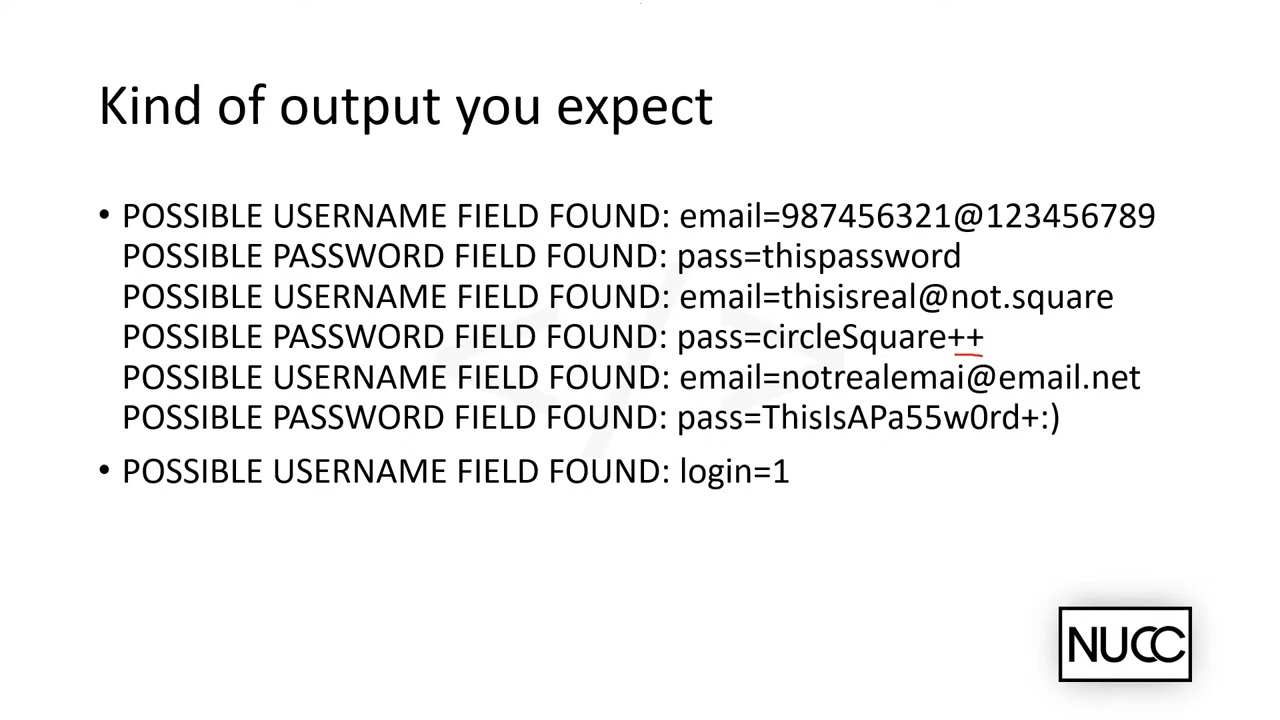 Kind of output you expect
• POSSIBLE USERNAME FIELD FOUND: email=987456321@123456789
POSSIBLE PASSWORD FIELD FOUND: pass=thispassword
POSSIBLE USERNAME FIELD FOUND: email=thisisreal@not.square
POSSIBLE PASSWORD FIELD FOUND: pass=circleSquare++
POSSIBLE USERNAME FIELD FOUND: email=notrealemai@email.net
POSSIBLE PASSWORD FIELD FOUND: pass=ThisIsAPa55w0rd+:)
• POSSIBLE USERNAME FIELD FOUND: login=1
NUCC